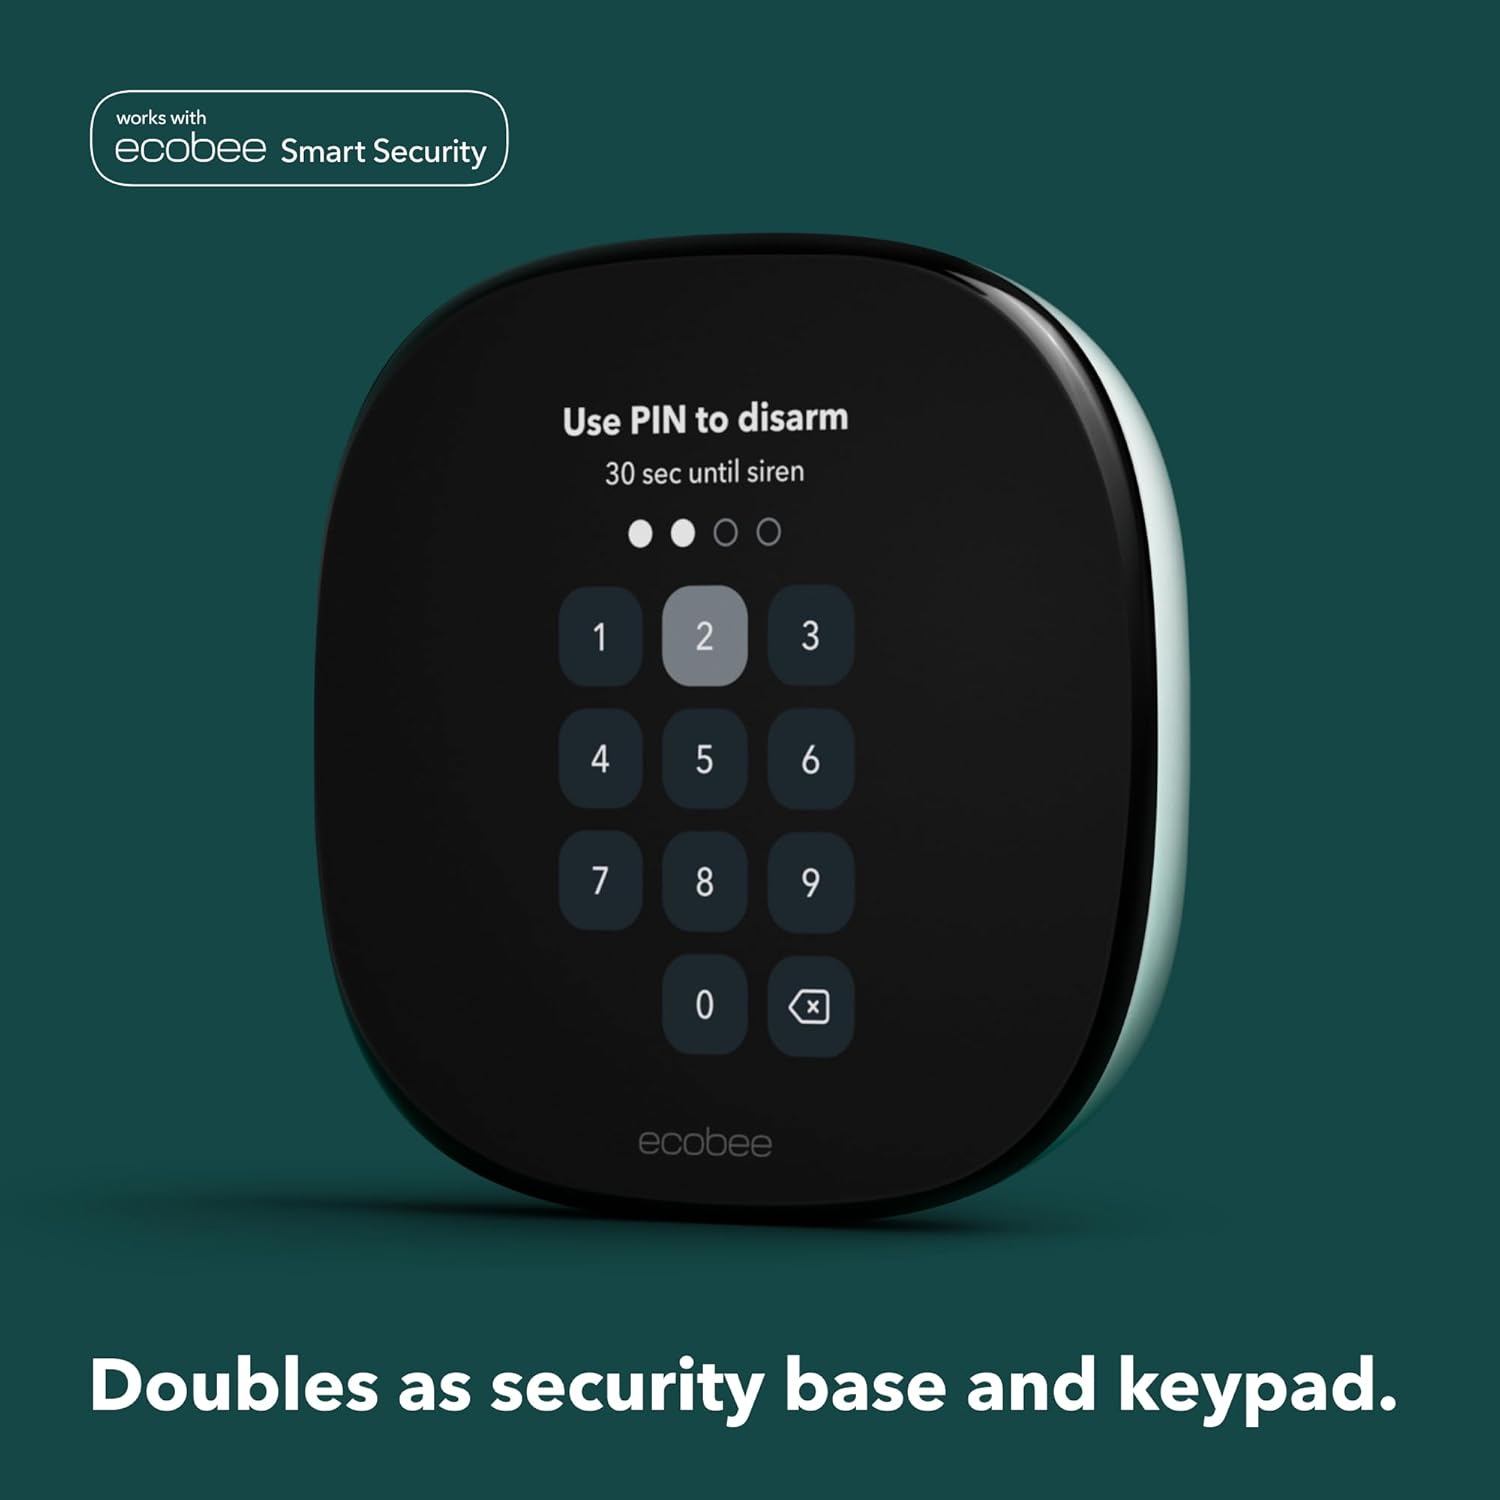 works with
ecobee Smart Security
Use PIN to disarm
30 sec until siren
1 2 3
4 5 6
7 8 9
0
ecobee
Doubles as security base and keypad.